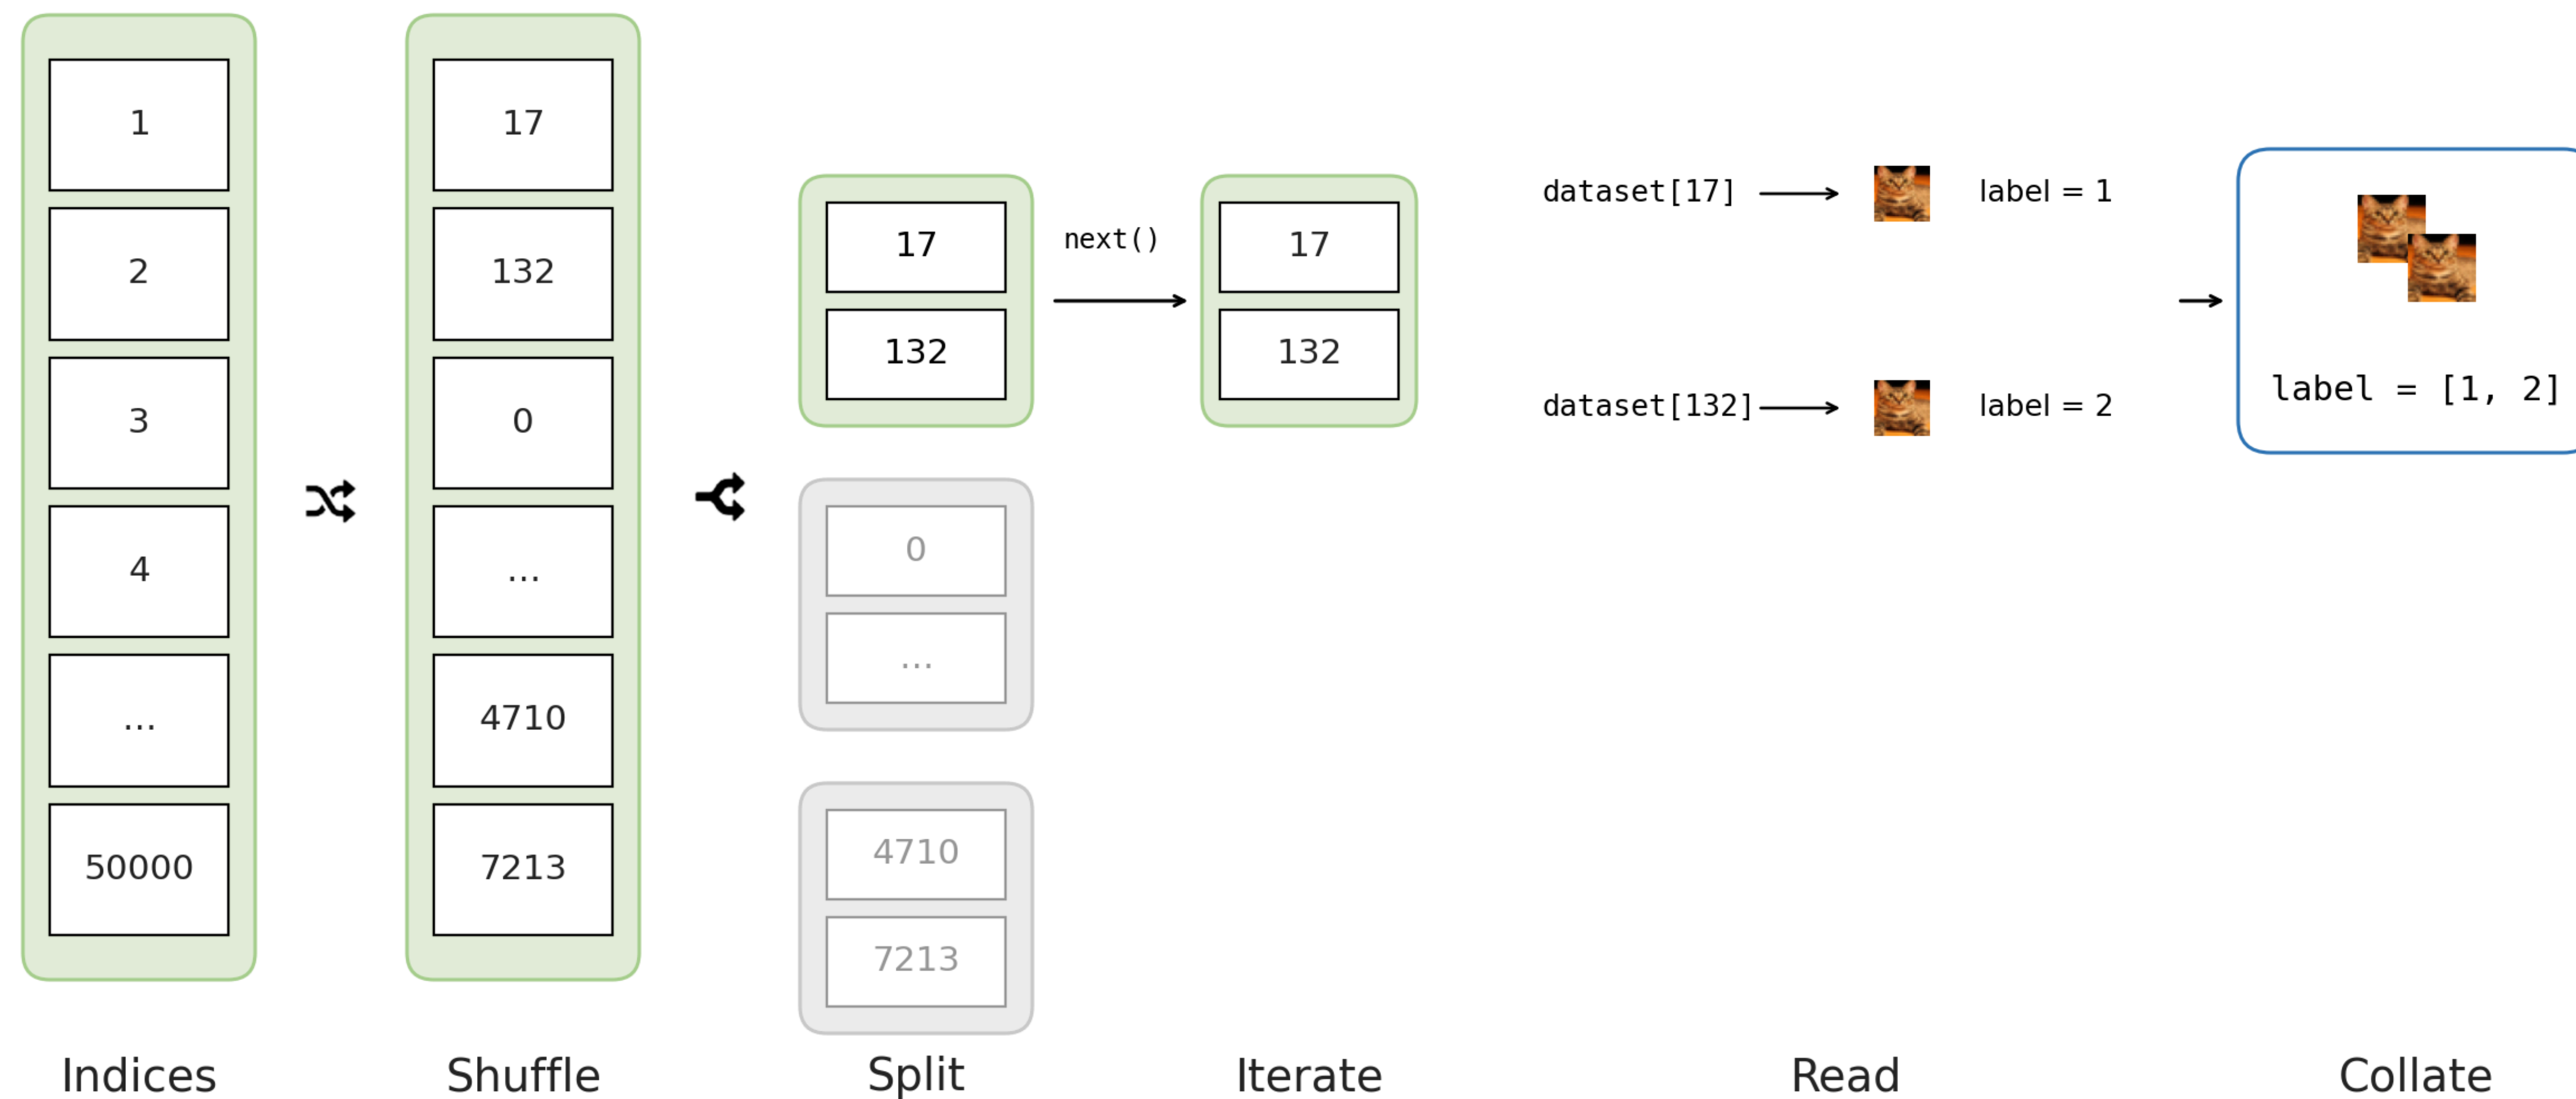 1
2
3
4
...
50000
Indices
17
132
0
...
4710
7213
Shuffle
17
132
0
...
4710
7213
Split
next()
17
132
Iterate
dataset[17]
label = 1
dataset[132]
label = 2
Read
label = [1, 2]
Collate